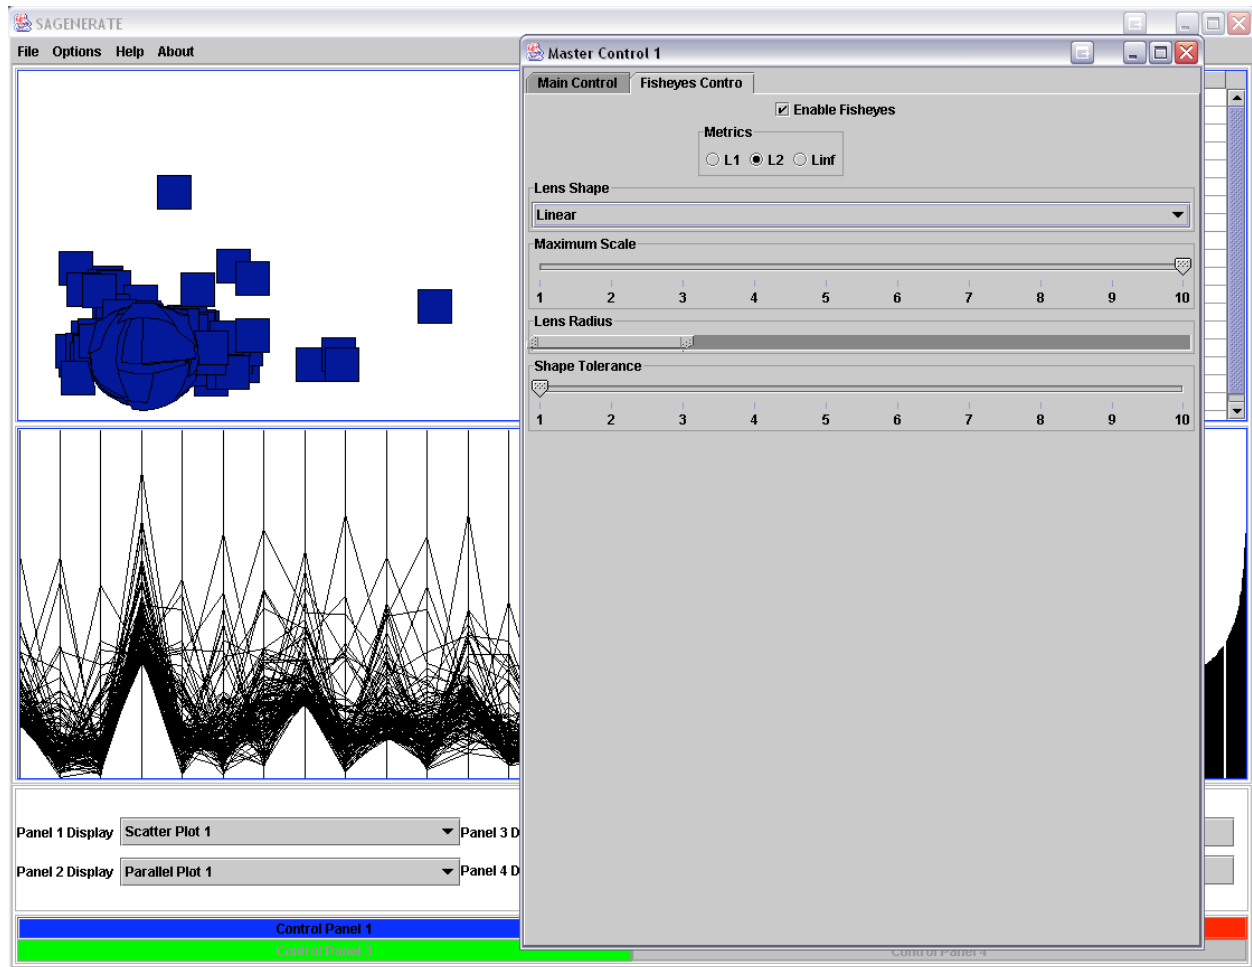 SAGENERATE
File Options Help About
Master Control 1
Main Control Fisheyes Contro
Enable Fisheyes
Metrics
L1 L2 Linf
Lens Shape
Linear
Maximum Scale
1 2 3 4 5 6 7 8 9 10
Lens Radius
Shape Tolerance
1 2 3 4 5 6 7 8 9 10
Panel 1 Display Scatter Plot 1 Panel 3 D
Panel 2 Display Parallel Plot 1 Panel 4 D
Control Panel 1
Control Panel 3 Control Panel 4